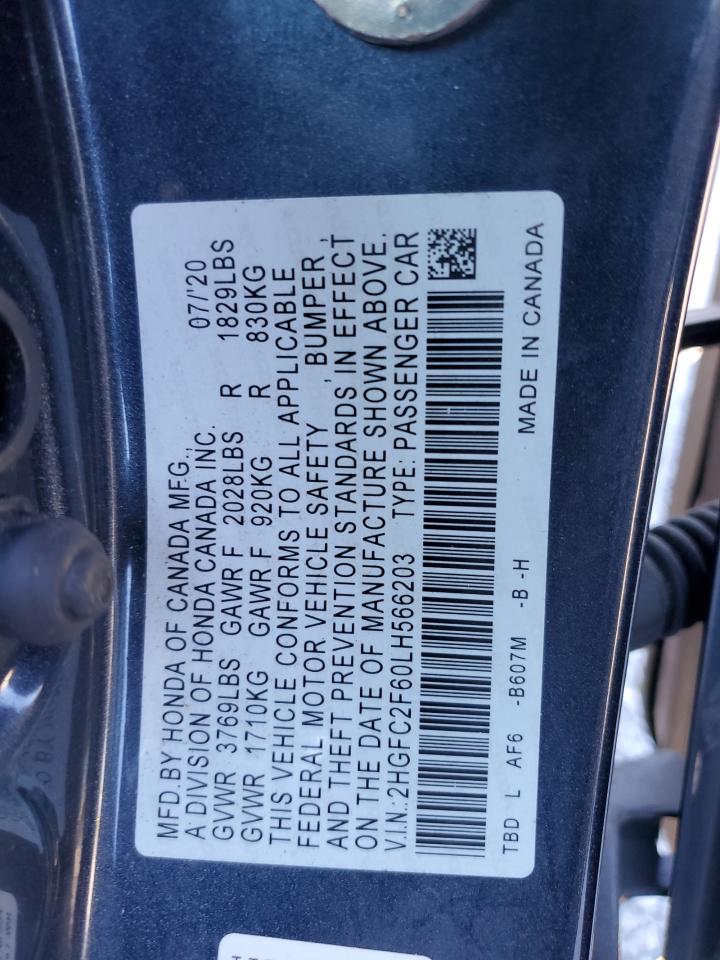 MFD.BY HONDA OF CANADA MFG., 07/'20
A DIVISION OF HONDA CANADA INC.
GVWR 3769LBS GAWR F 2028LBS R 1829LBS
GVWR 1710KG GAWR F 920KG R 830KG
THIS VEHICLE CONFORMS TO ALL APPLICABLE
FEDERAL MOTOR VEHICLE SAFETY , BUMPER ,
AND THEFT PREVENTION STANDARDS IN EFFECT
ON THE DATE OF MANUFACTURE SHOWN ABOVE.
V.I.N.:2HGFC2F60LH566203 TYPE: PASSENGER CAR
TBD L AF6 -B607M -B -H MADE IN CANADA